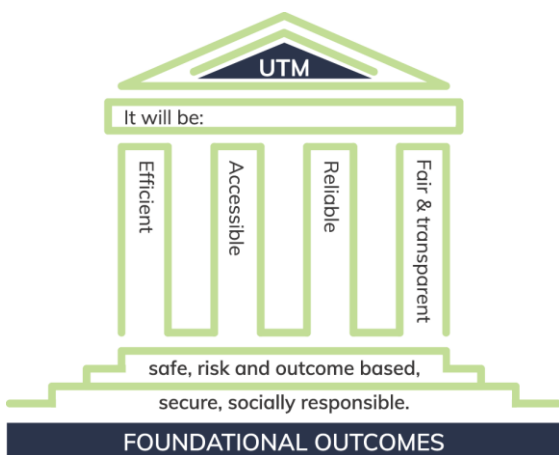 UTM
It will be:
Efficient
Accessible
Reliable
Fair & transparent
safe, risk and outcome based,
secure, socially responsible.
FOUNDATIONAL OUTCOMES